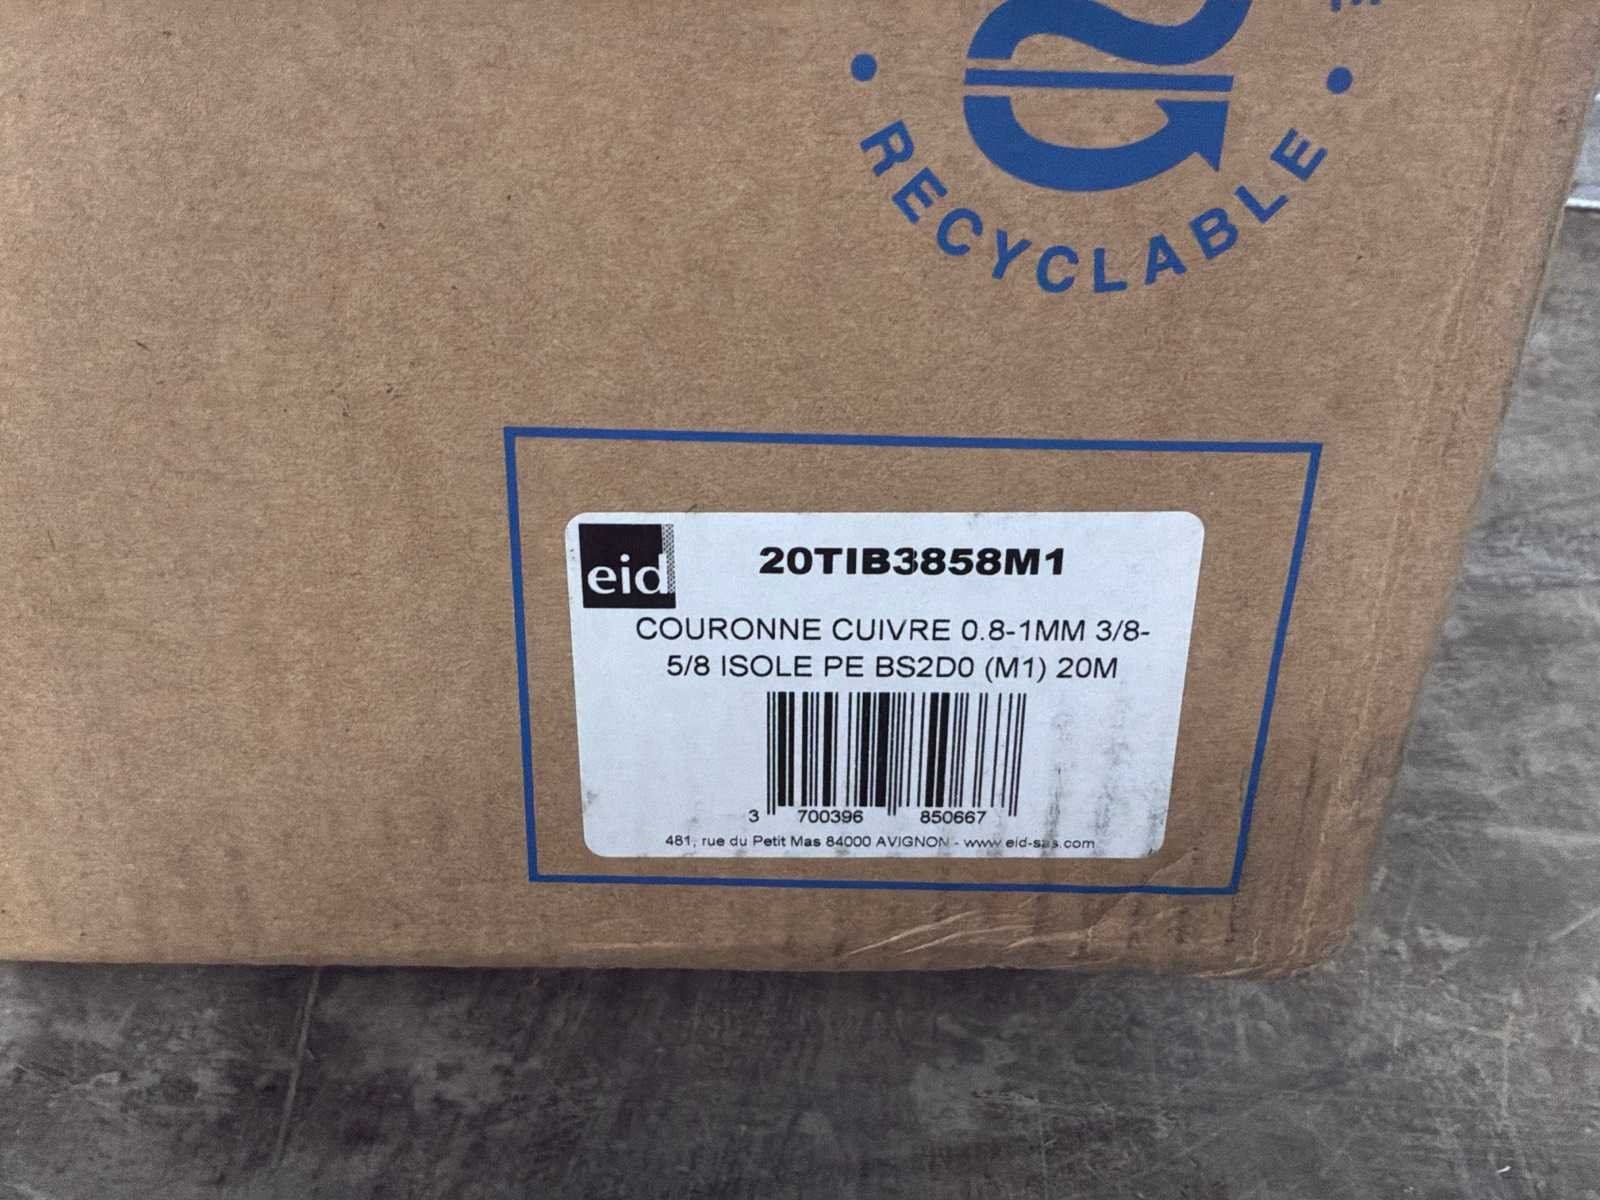 RECYCLABLE
eid
20TIB3858M1
COURONNE CUIVRE 0.8-1MM 3/8-
5/8 ISOLE PE BS2D0 (M1) 20M
3 700396 850667
481, rue du Petit Mas 84000 AVIGNON - www.eid-sas.com